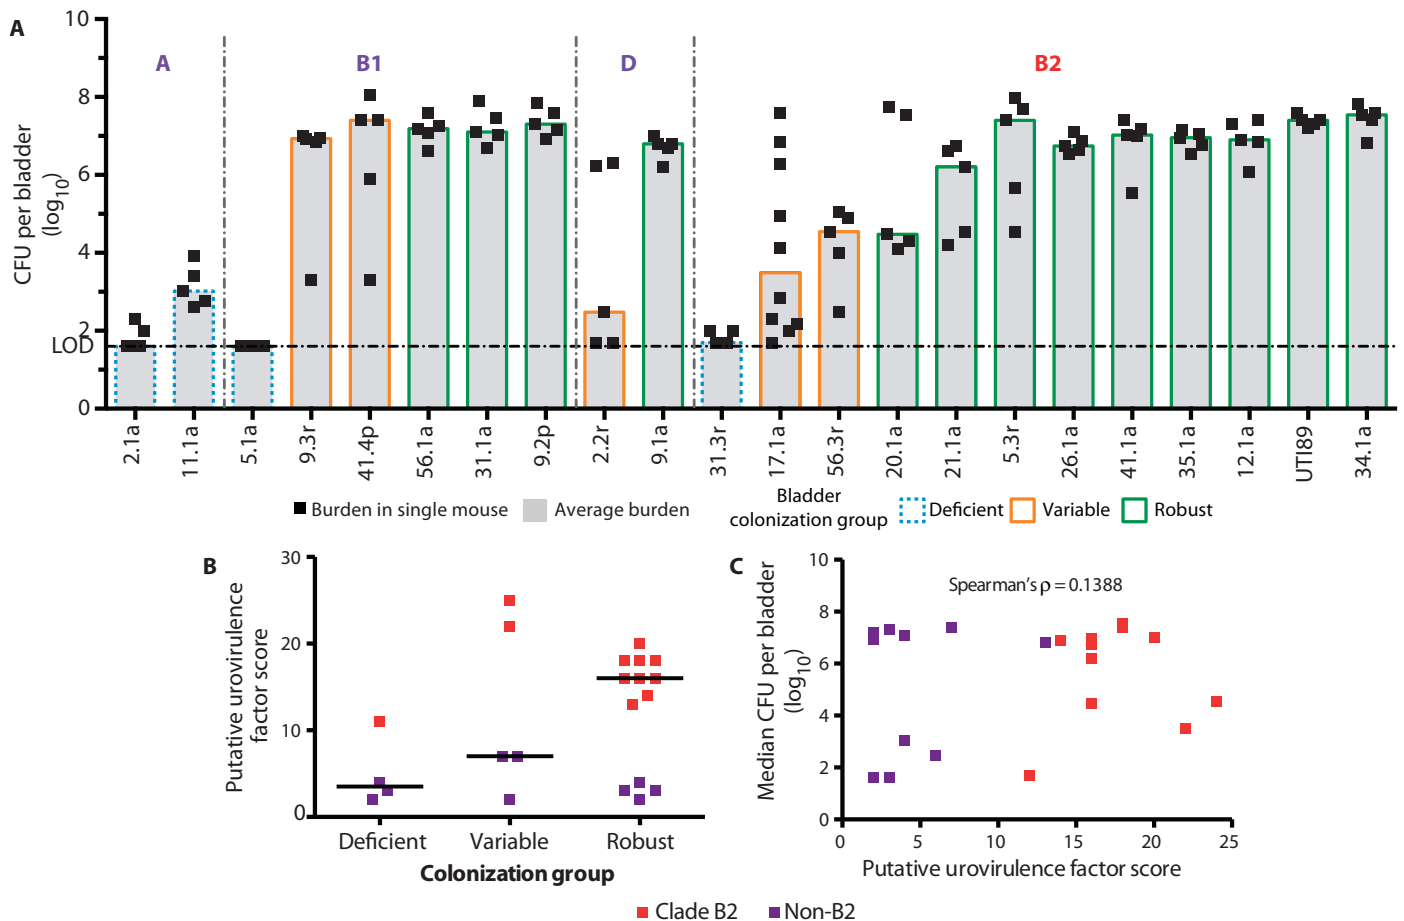 A
10
8
6
4
2
LOD
0
CFU per bladder
(log10)
A
B1
D
B2
2.1a
11.1a
5.1a
9.3r
41.4p
56.1a
31.1a
9.2p
2.2r
9.1a
31.3r
17.1a
56.3r
20.1a
21.1a
5.3r
26.1a
41.1a
35.1a
12.1a
UTI89
34.1a
Burden in single mouse
Average burden
Bladder
colonization group
Deficient
Variable
Robust
B
30
20
10
0
Putative urovirulence
factor score
Deficient
Variable
Robust
Colonization group
C
10
8
6
4
2
0
Median CFU per bladder
(log10)
Spearman's ρ = 0.1388
0
5
10
15
20
25
Putative urovirulence factor score
Clade B2
Non-B2